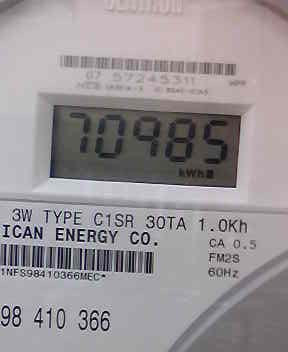 07 57245311
70985
kWh
3W TYPE C1SR 30TA 1.0Kh
ICAN ENERGY CO.
CA 0.5
FM2S
60Hz
1NFS98410366MEC*
98 410 366